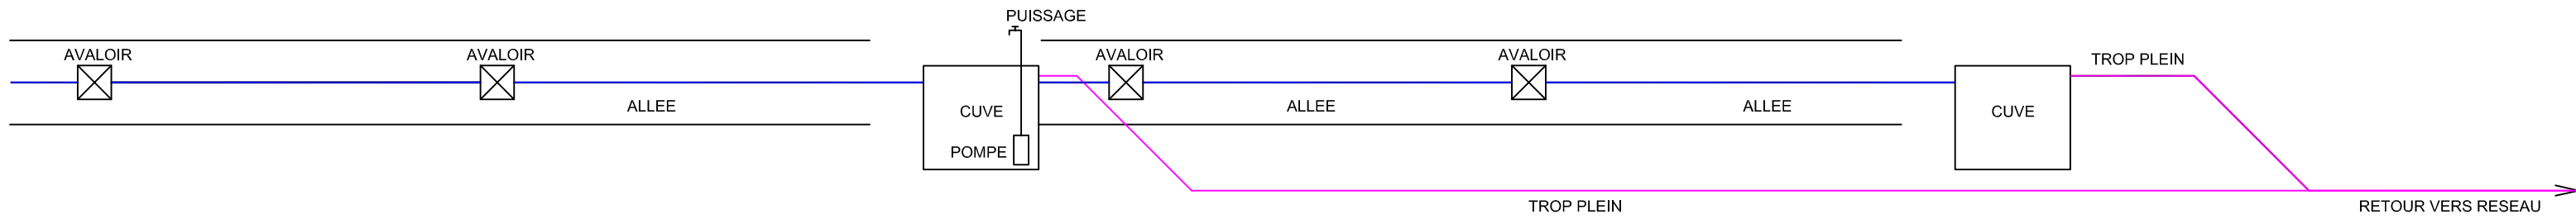 PUISSAGE
AVALOIR
AVALOIR
AVALOIR
AVALOIR
TROP PLEIN
ALLEE
CUVE
ALLEE
ALLEE
CUVE
POMPE
TROP PLEIN
RETOUR VERS RESEAU